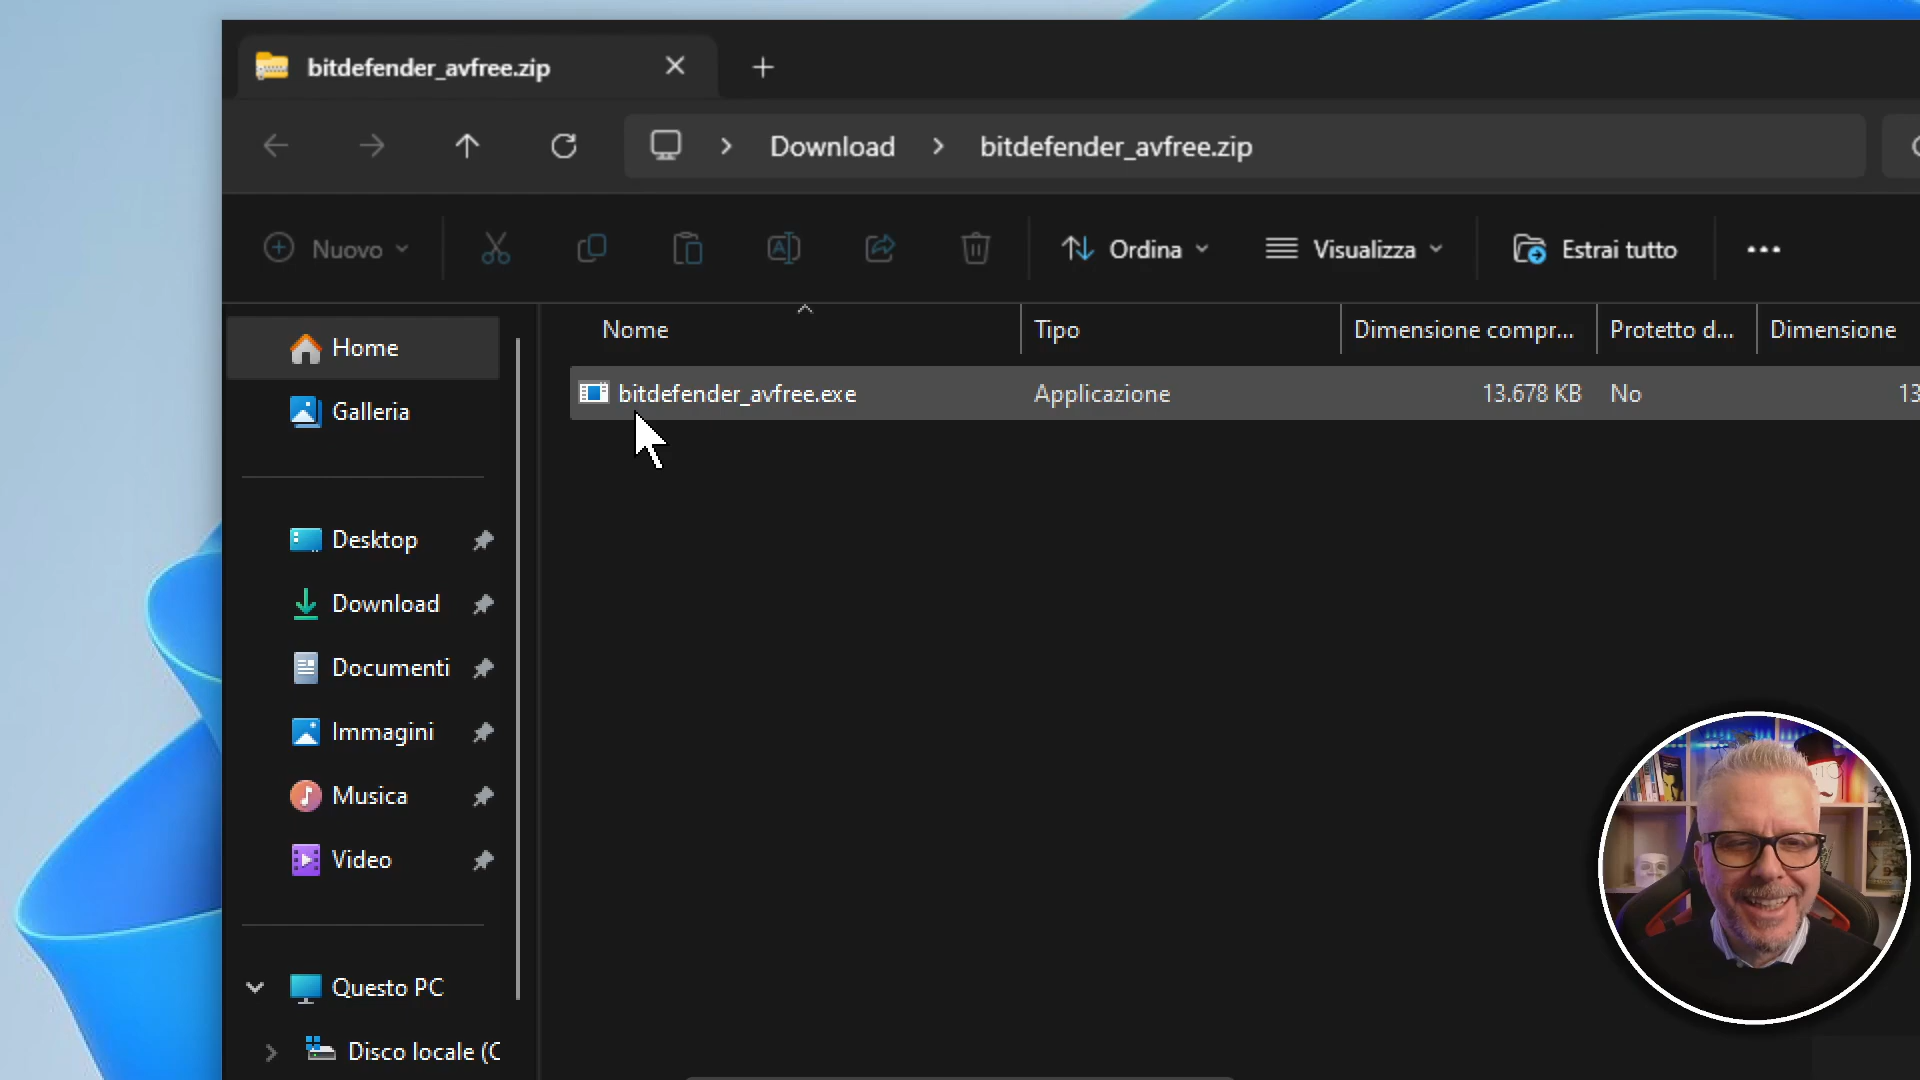 bitdefender_avfree.zip
Download
bitdefender_avfree.zip
Nuovo
Ordina
Visualizza
Estrai tutto
Nome
Tipo
Dimensione compr...
Protetto d...
Dimensione
bitdefender_avfree.exe
Applicazione
13.678 KB
No
13
Home
Galleria
Desktop
Download
Documenti
Immagini
Musica
Video
Questo PC
Disco locale (C